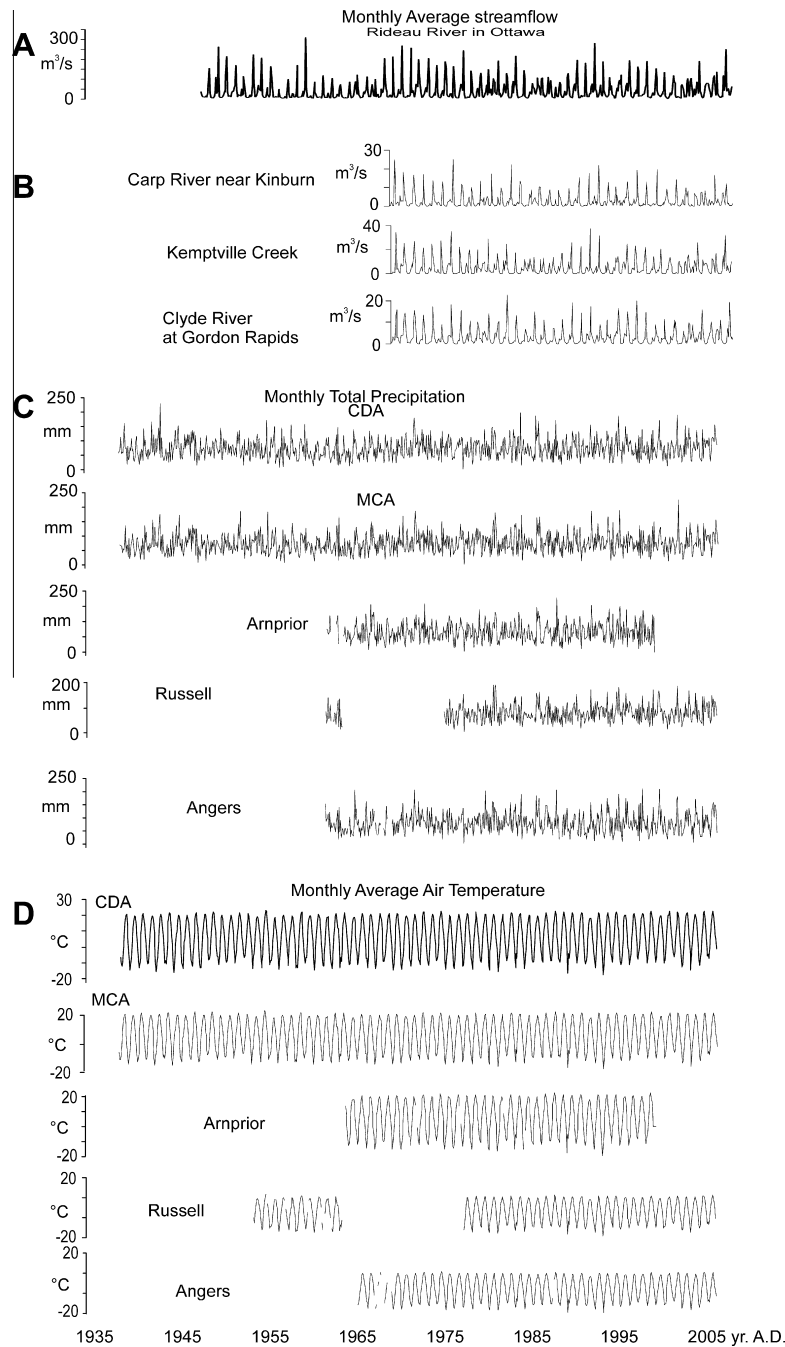 Monthly Average streamflow
Rideau River in Ottawa
A
300
m³/s
0
B
Carp River near Kinburn
30
m³/s
0
Kemptville Creek
40
m³/s
0
Clyde River
at Gordon Rapids
20
m³/s
0
C
Monthly Total Precipitation
CDA
250
mm
0
MCA
250
mm
0
Arnprior
250
mm
0
Russell
200
mm
0
Angers
250
mm
0
D
Monthly Average Air Temperature
CDA
30
°C
-20
MCA
20
°C
-20
Arnprior
20
°C
-20
Russell
20
°C
-20
Angers
20
°C
-20
1935 1945 1955 1965 1975 1985 1995 2005 yr. A.D.